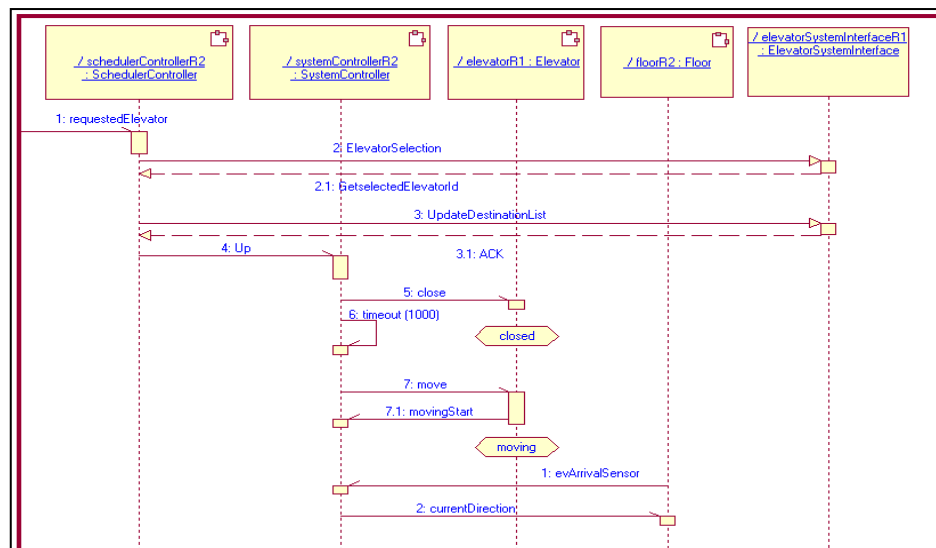 / schedulerControllerR2
: SchedulerController
/ systemControllerR2
: SystemController
/ elevatorR1 : Elevator
/ floorR2 : Floor
/ elevatorSystemInterfaceR1
: ElevatorSystemInterface
1: requestedElevator
2: ElevatorSelection
2.1: GetselectedElevatorId
3: UpdateDestinationList
3.1: ACK
4: Up
5: close
6: timeout (1000)
closed
7: move
7.1: movingStart
moving
1: evArrivalSensor
2: currentDirection